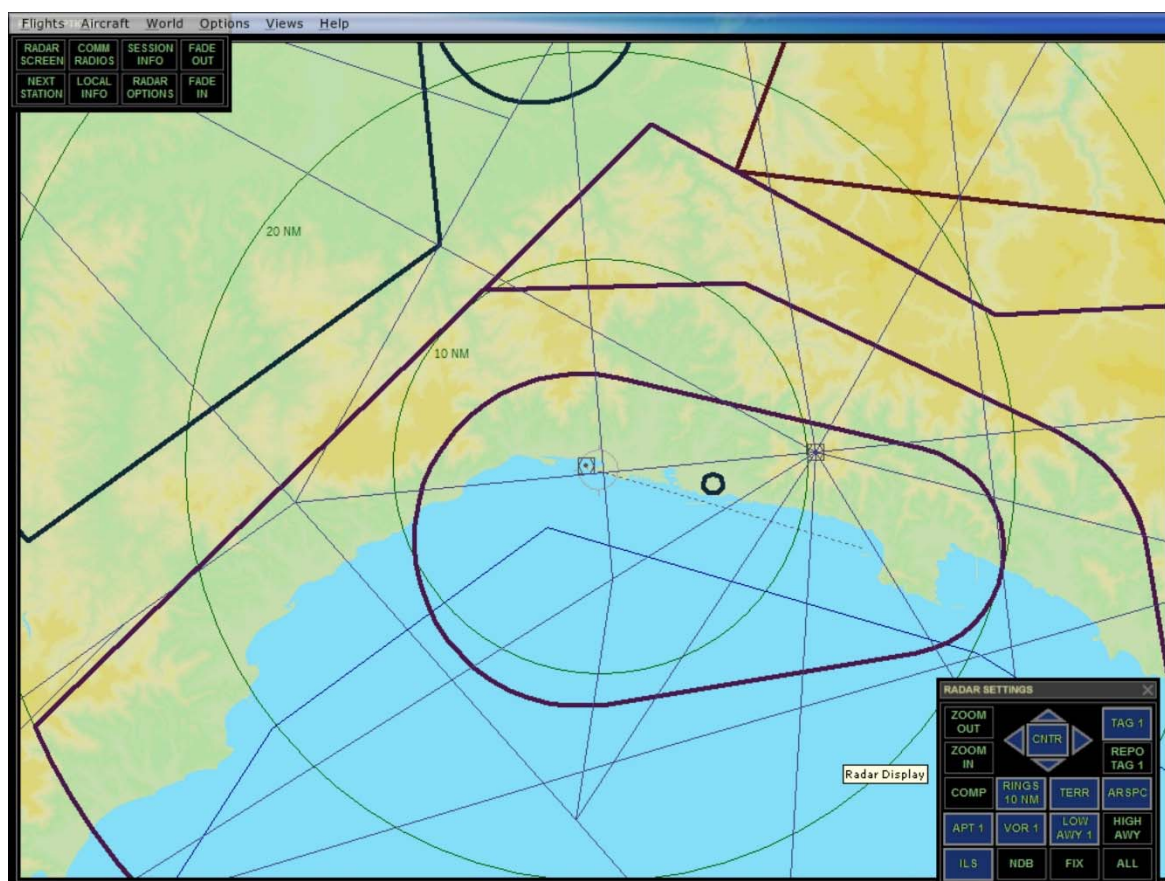 Flights Aircraft World Options Views Help
RADAR SCREEN
COMM RADIOS
SESSION INFO
FADE OUT
NEXT STATION
LOCAL INFO
RADAR OPTIONS
FADE IN
20 NM
10 NM
Radar Display
RADAR SETTINGS
ZOOM OUT
CNTR
TAG 1
ZOOM IN
REPO TAG 1
COMP
RINGS 10 NM
TERR
ARSPC
APT 1
VOR 1
LOW AWY 1
HIGH AWY
ILS
NDB
FIX
ALL